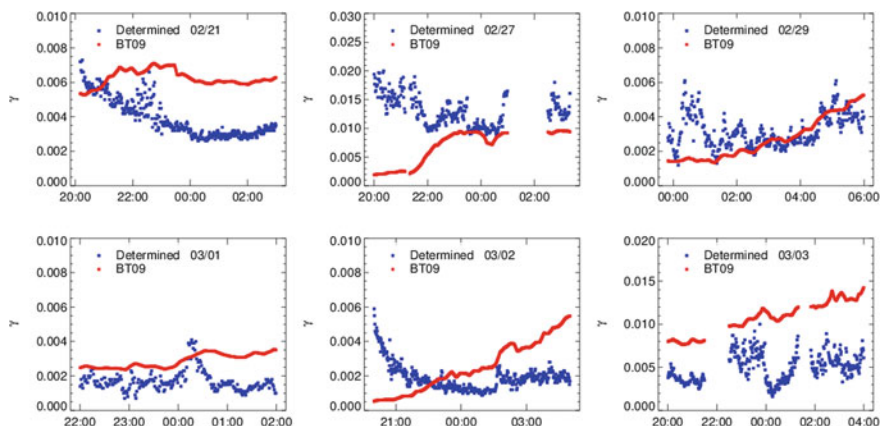 0.010
0.008
0.006
0.004
0.002
0.000
γ
Determined 02/21
BT09
20:00 22:00 00:00 02:00
0.030
0.025
0.020
0.015
0.010
0.005
0.000
γ
Determined 02/27
BT09
20:00 22:00 00:00 02:00
0.010
0.008
0.006
0.004
0.002
0.000
γ
Determined 02/29
BT09
00:00 02:00 04:00 06:00
0.010
0.008
0.006
0.004
0.002
0.000
γ
Determined 03/01
BT09
22:00 23:00 00:00 01:00 02:00
0.010
0.008
0.006
0.004
0.002
0.000
γ
Determined 03/02
BT09
21:00 00:00 03:00
0.020
0.015
0.010
0.005
0.000
γ
Determined 03/03
BT09
20:00 22:00 00:00 02:00 04:00